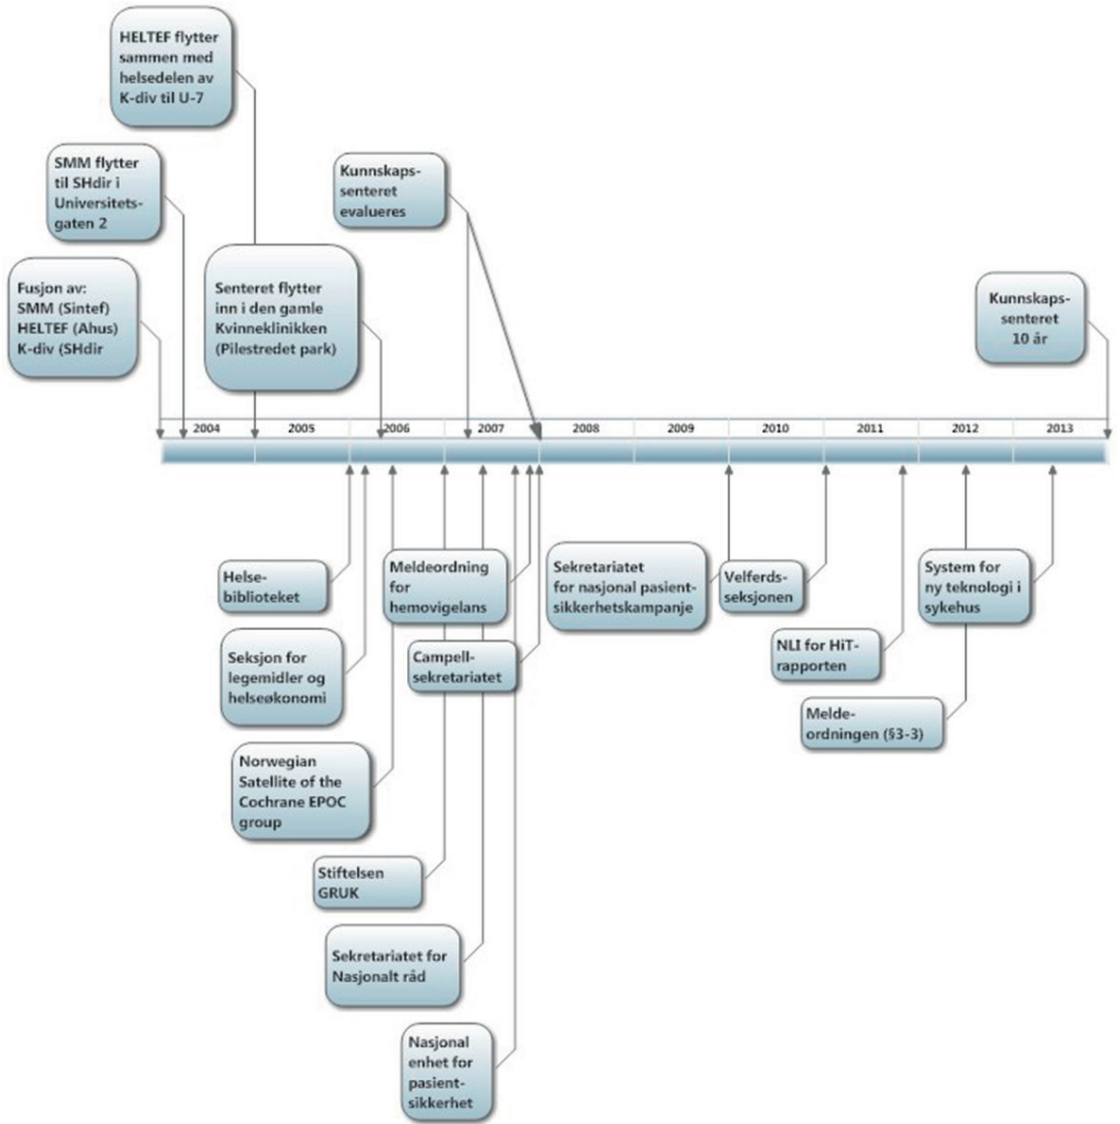 HELTEF flytter
sammen med
helsedelen av
K-div til U-7
SMM flytter
til SHdir i
Universitets-
gaten 2
Kunnskaps-
senteret
evalueres
Fusjon av:
SMM (Sintef)
HELTEF (Ahus)
K-div (SHdir
Senteret flytter
inn i den gamle
Kvinneklinikken
(Pilestredet park)
Kunnskaps-
senteret
10 år
2004 2005 2006 2007 2008 2009 2010 2011 2012 2013
Helse-
biblioteket
Meldeordning
for
hemovigelans
Sekretariatet
for nasjonal pasient-
sikkerhetskampanje
Velferds-
seksjonen
System for
ny teknologi i
sykehus
Seksjon for
legemidler og
helseøkonomi
Campell-
sekretariatet
NLI for HiT-
rapporten
Melde-
ordningen (§3-3)
Norwegian
Satellite of the
Cochrane EPOC
group
Stiftelsen
GRUK
Sekretariatet for
Nasjonalt råd
Nasjonal
enhet for
pasient-
sikkerhet